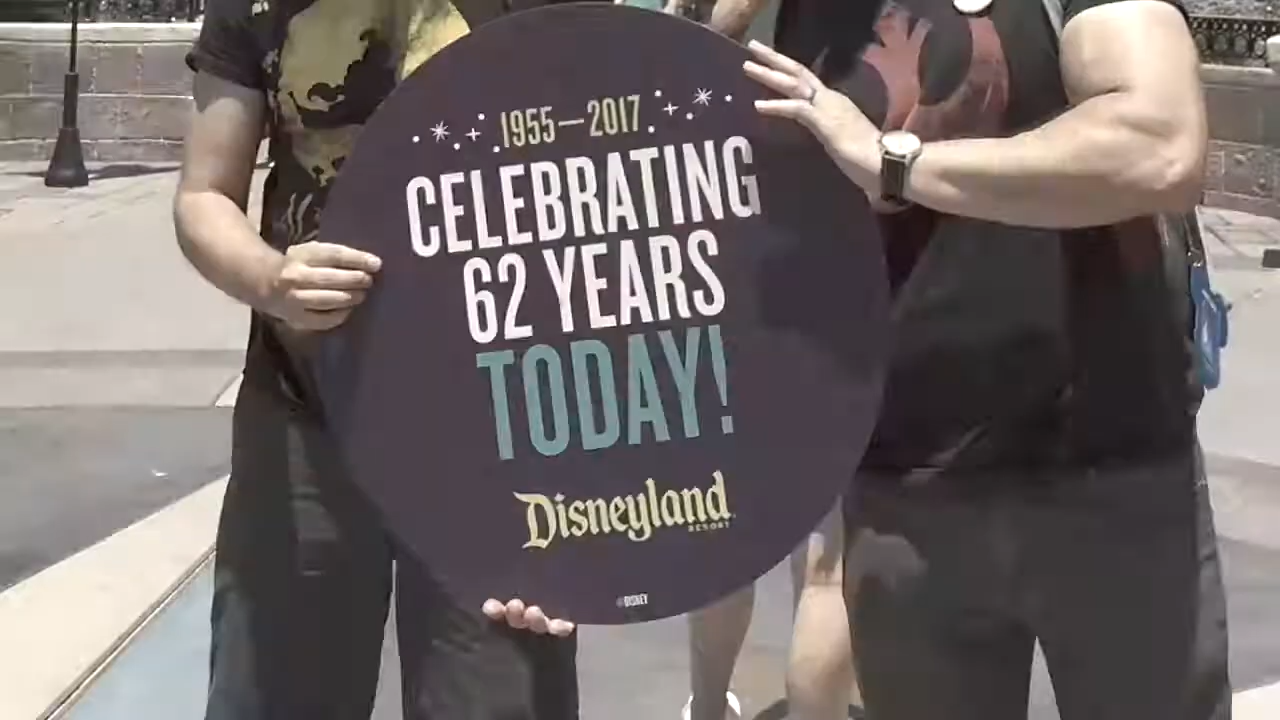 1955—2017
CELEBRATING
62 YEARS
TODAY!
Disneyland
RESORT
©DISNEY